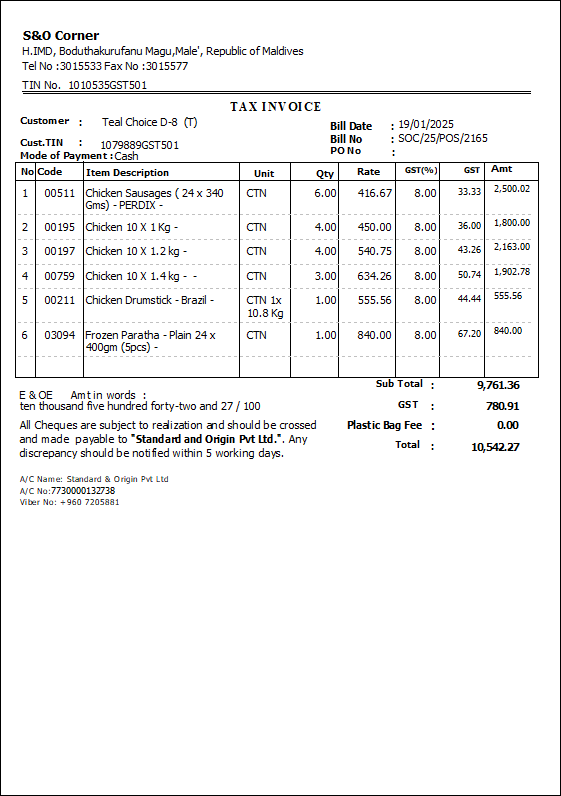 S&O Corner
H.IMD, Boduthakurufanu Magu,Male', Republic of Maldives
Tel No :3015533 Fax No :3015577
TIN No. 1010535GST501
TAX INVOICE
Customer : Teal Choice D-8 (T)
Bill Date : 19/01/2025
Bill No : SOC/25/POS/2165
Cust.TIN : 1079889GST501
PO No :
Mode of Payment :Cash
No Code Item Description Unit Qty Rate GST(%) GST Amt
1 00511 Chicken Sausages ( 24 x 340 CTN 6.00 416.67 8.00 33.33 2,500.02
Gms) - PERDIX -
2 00195 Chicken 10 X 1 Kg - CTN 4.00 450.00 8.00 36.00 1,800.00
3 00197 Chicken 10 X 1.2 kg - CTN 4.00 540.75 8.00 43.26 2,163.00
4 00759 Chicken 10 X 1.4 kg - - CTN 3.00 634.26 8.00 50.74 1,902.78
5 00211 Chicken Drumstick - Brazil - CTN 1x 1.00 555.56 8.00 44.44 555.56
10.8 Kg
6 03094 Frozen Paratha - Plain 24 x CTN 1.00 840.00 8.00 67.20 840.00
400gm (5pcs) -
Sub Total : 9,761.36
E & OE Amt in words :
ten thousand five hundred forty-two and 27 / 100
GST : 780.91
All Cheques are subject to realization and should be crossed
Plastic Bag Fee : 0.00
and made payable to "Standard and Origin Pvt Ltd.". Any
discrepancy should be notified within 5 working days.
Total : 10,542.27
A/C Name: Standard & Origin Pvt Ltd
A/C No:7730000132738
Viber No: +960 7205881